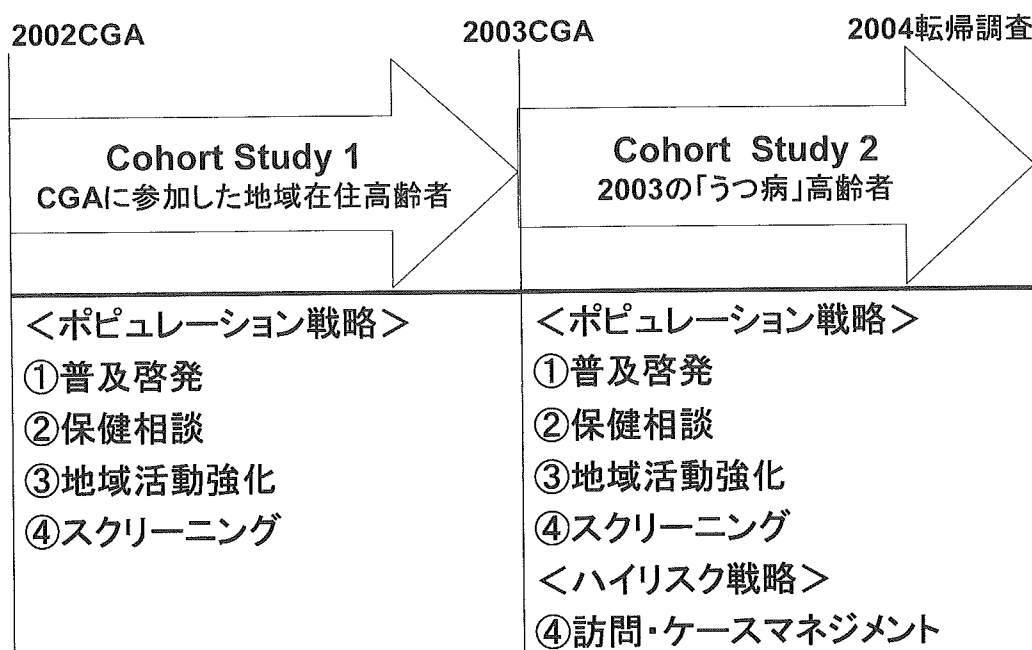 2002CGA
2003CGA
2004転帰調査
Cohort Study 1
CGAに参加した地域在住高齢者
Cohort Study 2
2003の「うつ病」高齢者
＜ポピュレーション戦略＞
①普及啓発
②保健相談
③地域活動強化
④スクリーニング
＜ポピュレーション戦略＞
①普及啓発
②保健相談
③地域活動強化
④スクリーニング
＜ハイリスク戦略＞
④訪問・ケースマネジメント